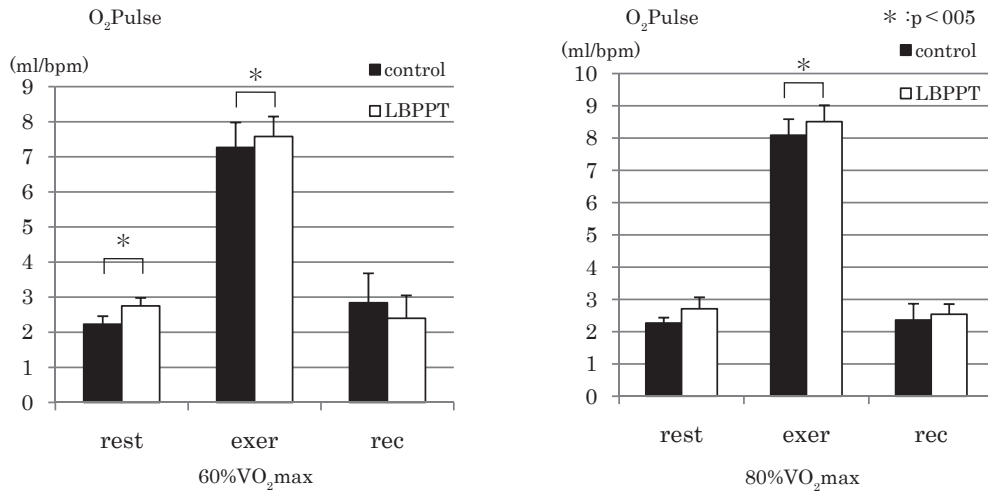 O₂Pulse
(ml/bpm)
■control
□LBPPT
9
8
7
6
5
4
3
2
1
0
*
*
rest exer rec
60%VO₂max
O₂Pulse
* :p<005
(ml/bpm)
■control
□LBPPT
10
9
8
7
6
5
4
3
2
1
0
*
rest exer rec
80%VO₂max